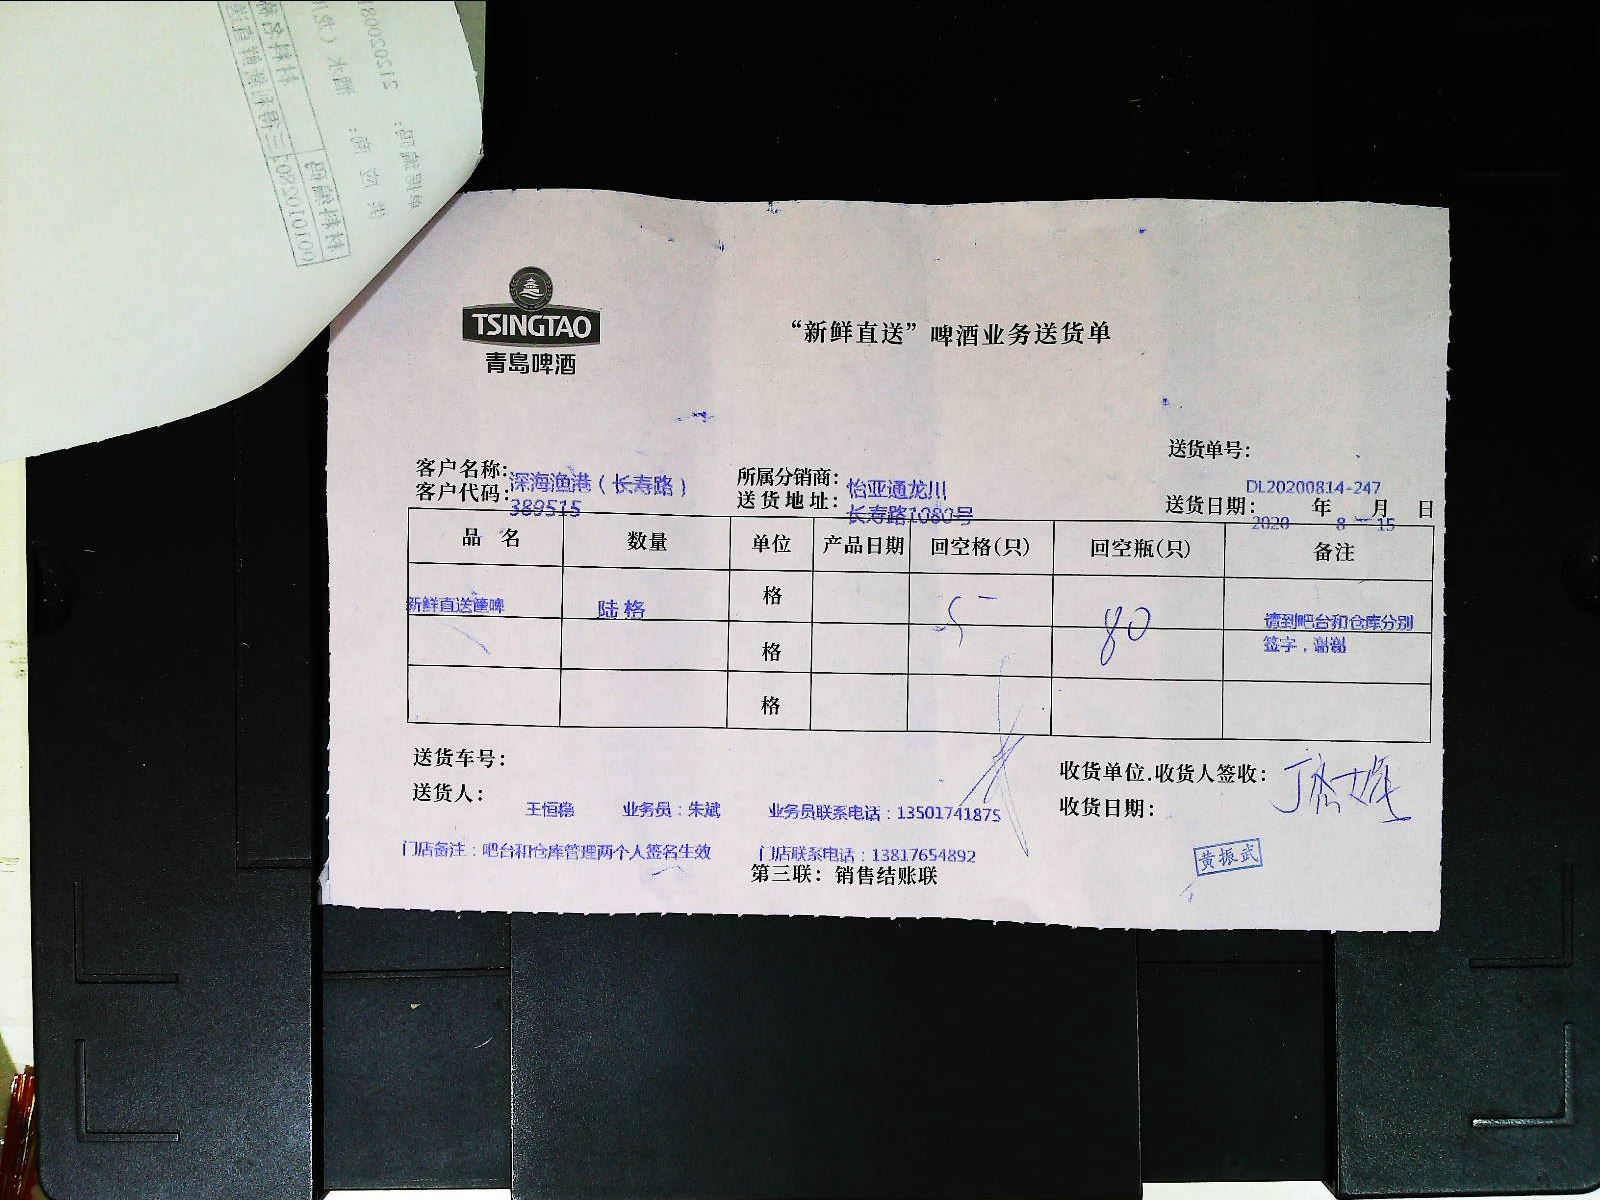 TSINGTAO
青岛啤酒
“新鲜直送”啤酒业务送货单
送货单号：
DL20200814-247
客户名称：深海渔港（长寿路）
所属分销商：怡亚通龙川
客户代码：389515
送货地址：长寿路1080号
送货日期： 年 月 日
2020 8 15
品 名 数量 单位 产品日期 回空格(只) 回空瓶(只) 备注
新鲜直送箧啤 陆格 格 5 80 请到吧台和仓库分别
签字，谢谢
格
格
送货车号：
收货单位.收货人签收：
送货人： 王恒稳 业务员：朱斌 业务员联系电话：13501741875
收货日期：
门店备注：吧台和仓库管理两个人签名生效 门店联系电话：13817654892
黄振武
第三联：销售结账联